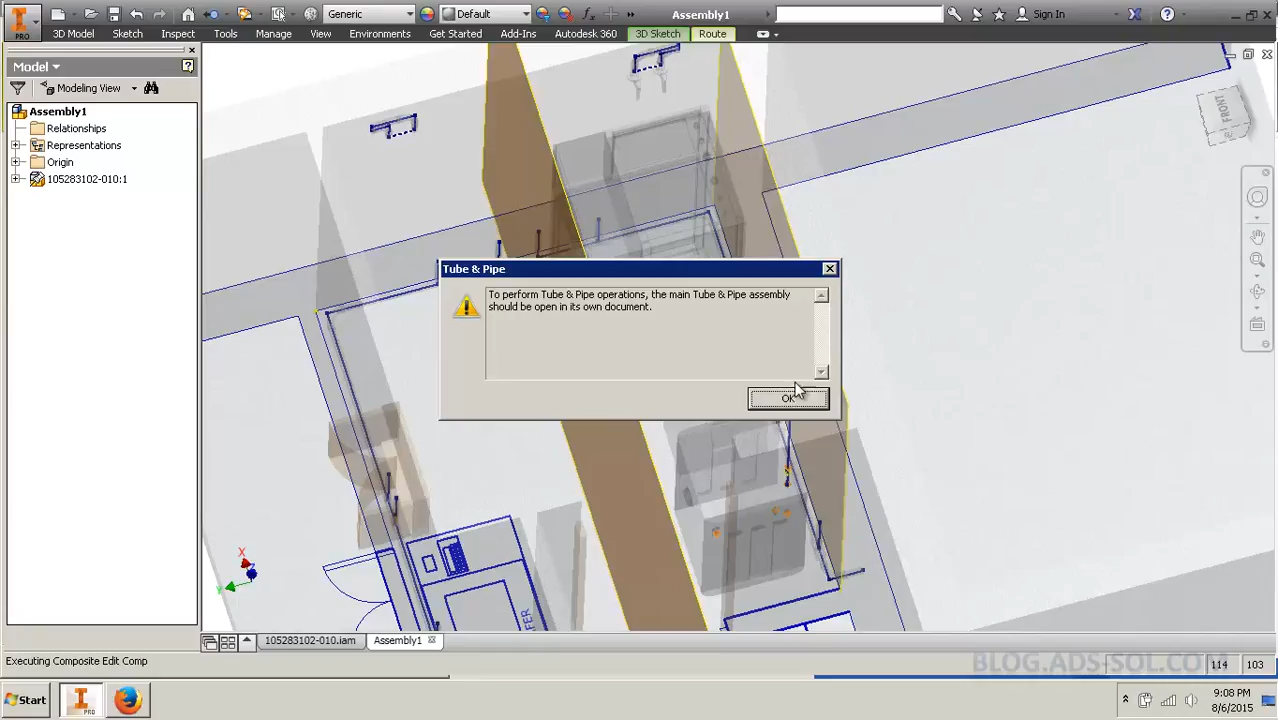 Generic
Default
Assembly1
Sign In
PRO
3D Model
Sketch
Inspect
Tools
Manage
View
Environments
Get Started
Add-Ins
Autodesk 360
3D Sketch
Route
Model
Modeling View
Assembly1
Relationships
Representations
Origin
105283102-010:1
FRONT
Tube & Pipe
To perform Tube & Pipe operations, the main Tube & Pipe assembly
should be open in its own document.
OK
X
Y
Z
105283102-010.iam
Assembly1
Executing Composite Edit Comp
114
103
BLOG.ADS-SOL.COM
Start
PRO
9:08 PM
8/6/2015